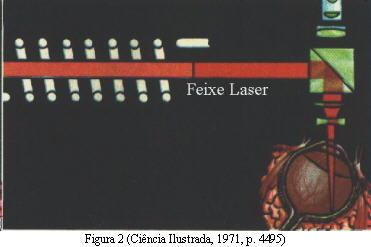 Feixe Laser
Figura 2 (Ciência Ilustrada, 1971, p. 4495)